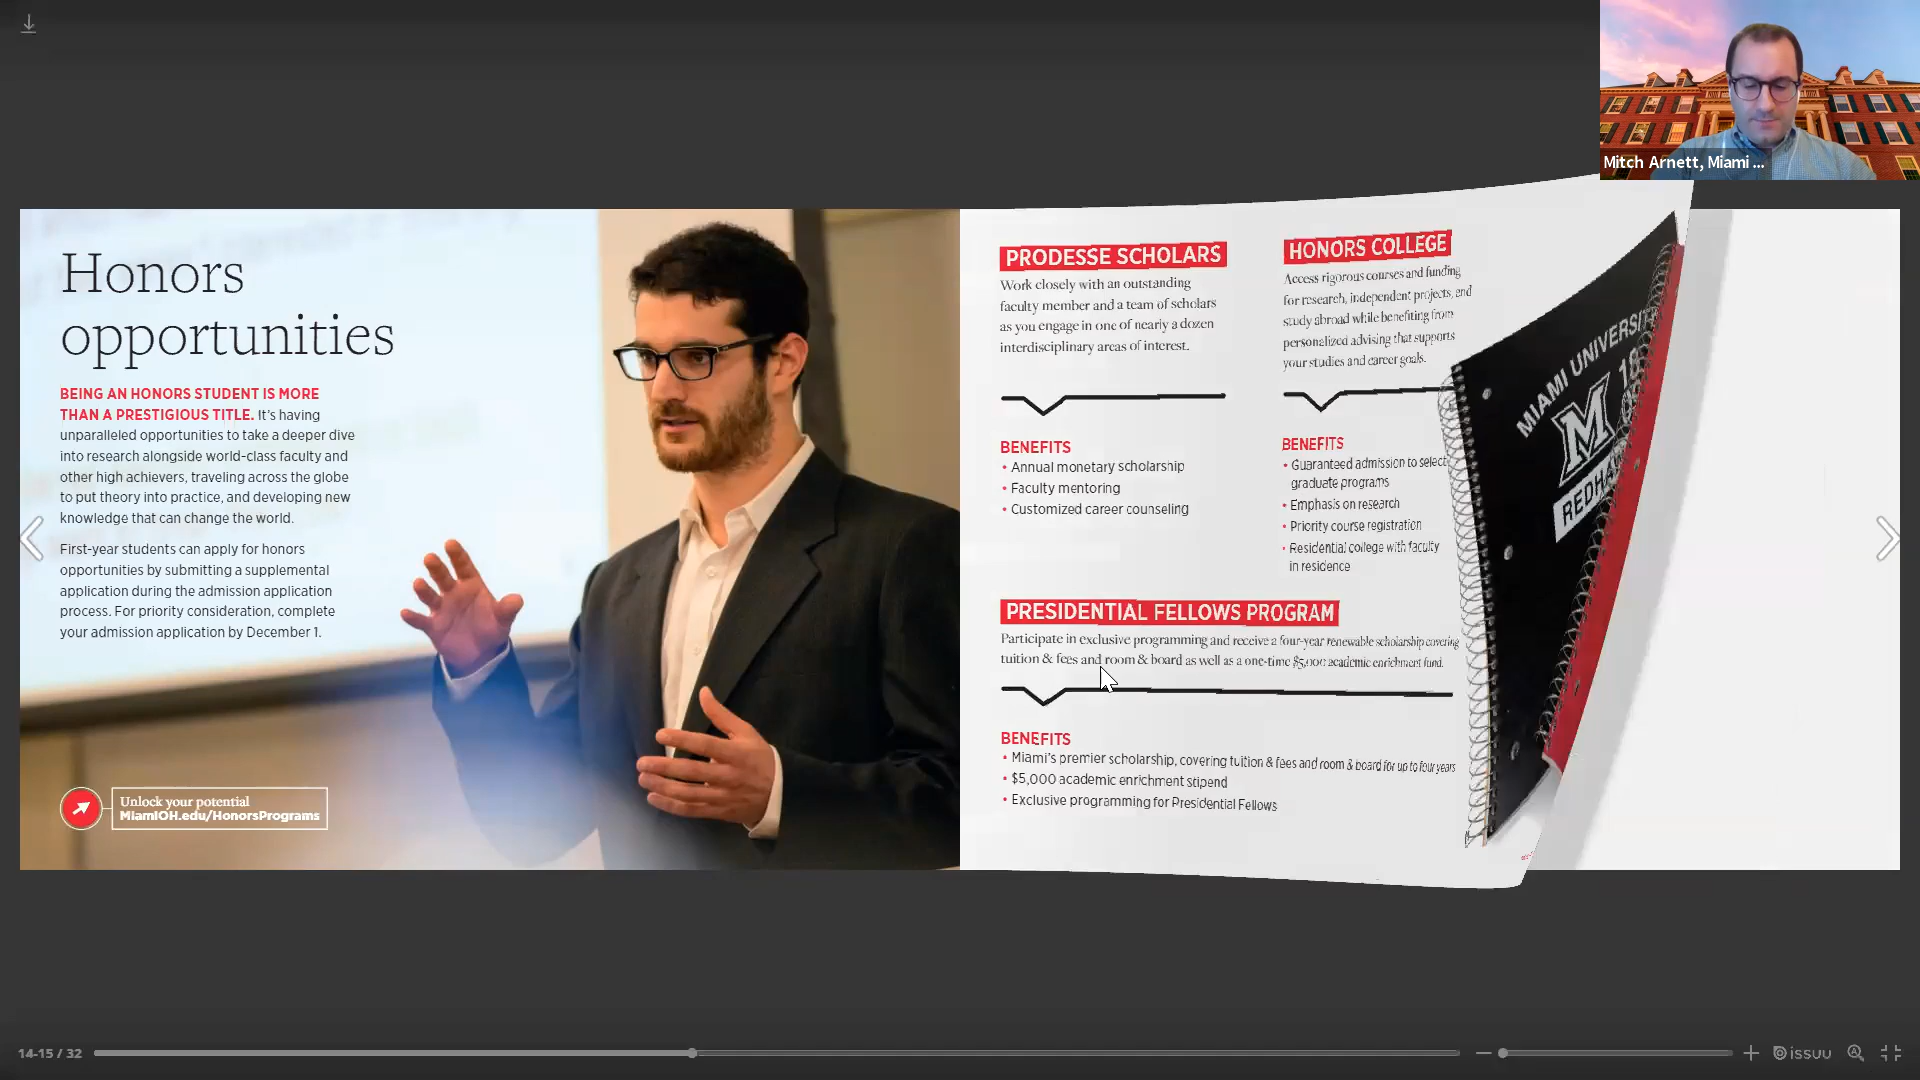 Mitch Arnett, Miami ...
Honors
opportunities
BEING AN HONORS STUDENT IS MORE
THAN A PRESTIGIOUS TITLE. It's having
unparalleled opportunities to take a deeper dive
into research alongside world-class faculty and
other high achievers, traveling across the globe
to put theory into practice, and developing new
knowledge that can change the world.
First-year students can apply for honors
opportunities by submitting a supplemental
application during the admission application
process. For priority consideration, complete
your admission application by December 1.
Unlock your potential
MiamiOH.edu/HonorsPrograms
PRODESSE SCHOLARS
Work closely with an outstanding
faculty member and a team of scholars
as you engage in one of nearly a dozen
interdisciplinary areas of interest.
BENEFITS
• Annual monetary scholarship
• Faculty mentoring
• Customized career counseling
HONORS COLLEGE
Access rigorous courses and funding
for research, independent projects, and
study abroad while benefiting from
personalized advising that supports
your studies and career goals.
BENEFITS
• Guaranteed admission to select
graduate programs
• Emphasis on research
• Priority course registration
• Residential college with faculty
in residence
PRESIDENTIAL FELLOWS PROGRAM
Participate in exclusive programming and receive a four-year renewable scholarship covering
tuition & fees and room & board as well as a one-time $5,000 academic enrichment fund.
BENEFITS
• Miami's premier scholarship, covering tuition & fees and room & board for up to four years
• $5,000 academic enrichment stipend
• Exclusive programming for Presidential Fellows
MIAMI UNIVERSITY
M 18
REDHA
14-15 / 32
issuu